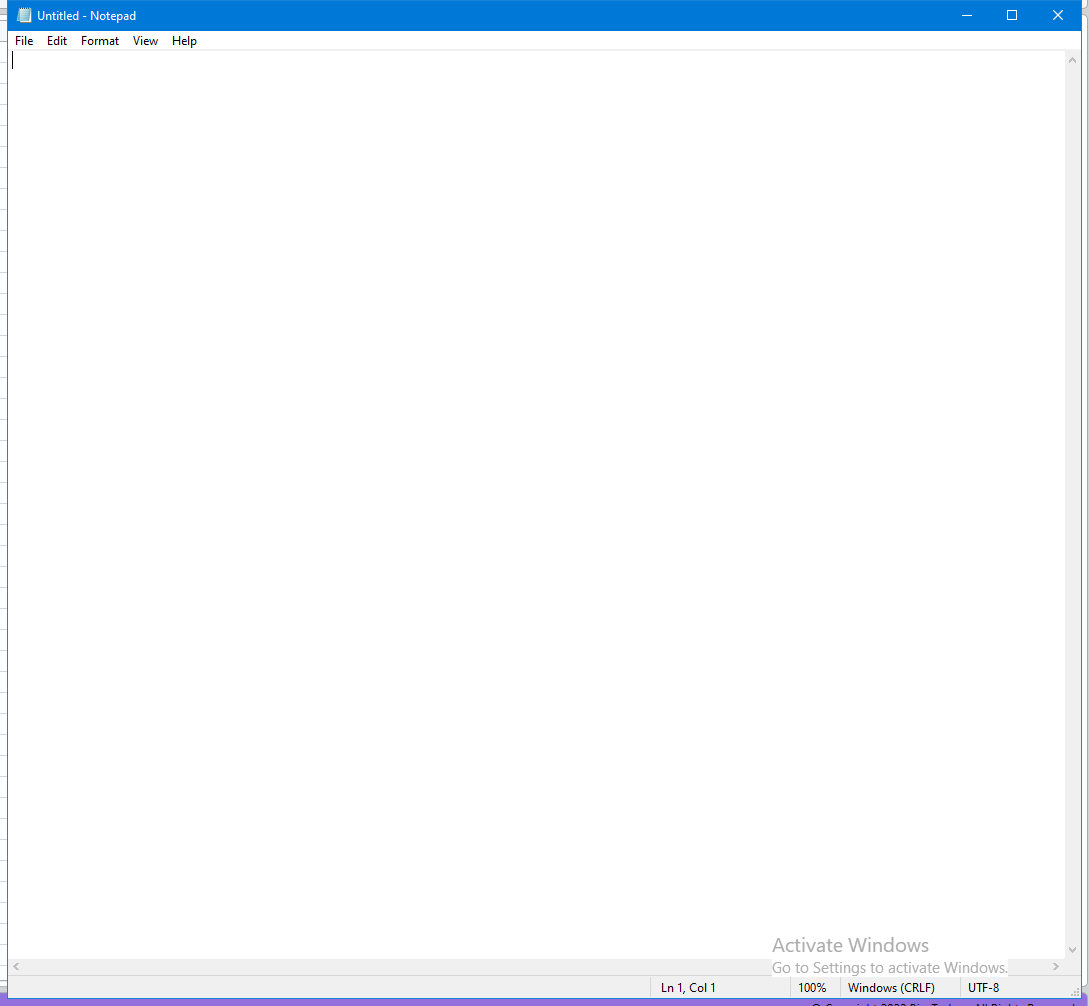 Untitled - Notepad
File Edit Format View Help
Activate Windows
Go to Settings to activate Windows.
Ln 1, Col 1 100% Windows (CRLF) UTF-8